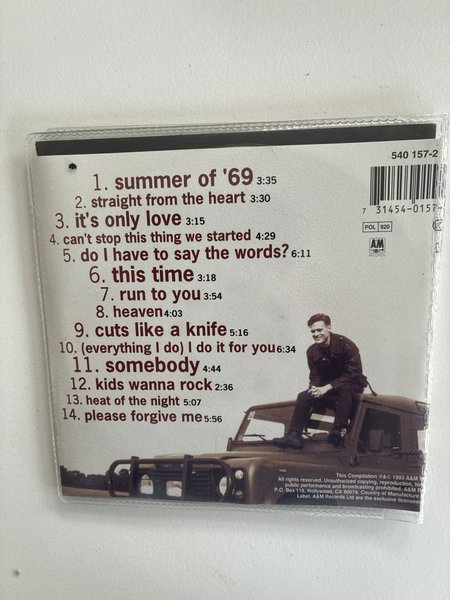 540 157-2
1. summer of '69 3:35
2. straight from the heart 3:30
3. it's only love 3:15
4. can't stop this thing we started 4:29
5. do I have to say the words? 6:11
6. this time 3:18
7. run to you 3:54
8. heaven 4:03
9. cuts like a knife 5:16
10. (everything I do) I do it for you 6:34
11. somebody 4:44
12. kids wanna rock 2:36
13. heat of the night 5:07
14. please forgive me 5:56
7 31454-0157
POL 920
AM
This Compilation ℗&© 1993 A&M
All rights reserved. Unauthorized copying, reproduction,
public performance and broadcasting prohibited. A&M
P.O. Box 118, Hollywood, CA 90078. Country of Manufacture
Label. A&M Records Ltd are the exclusive